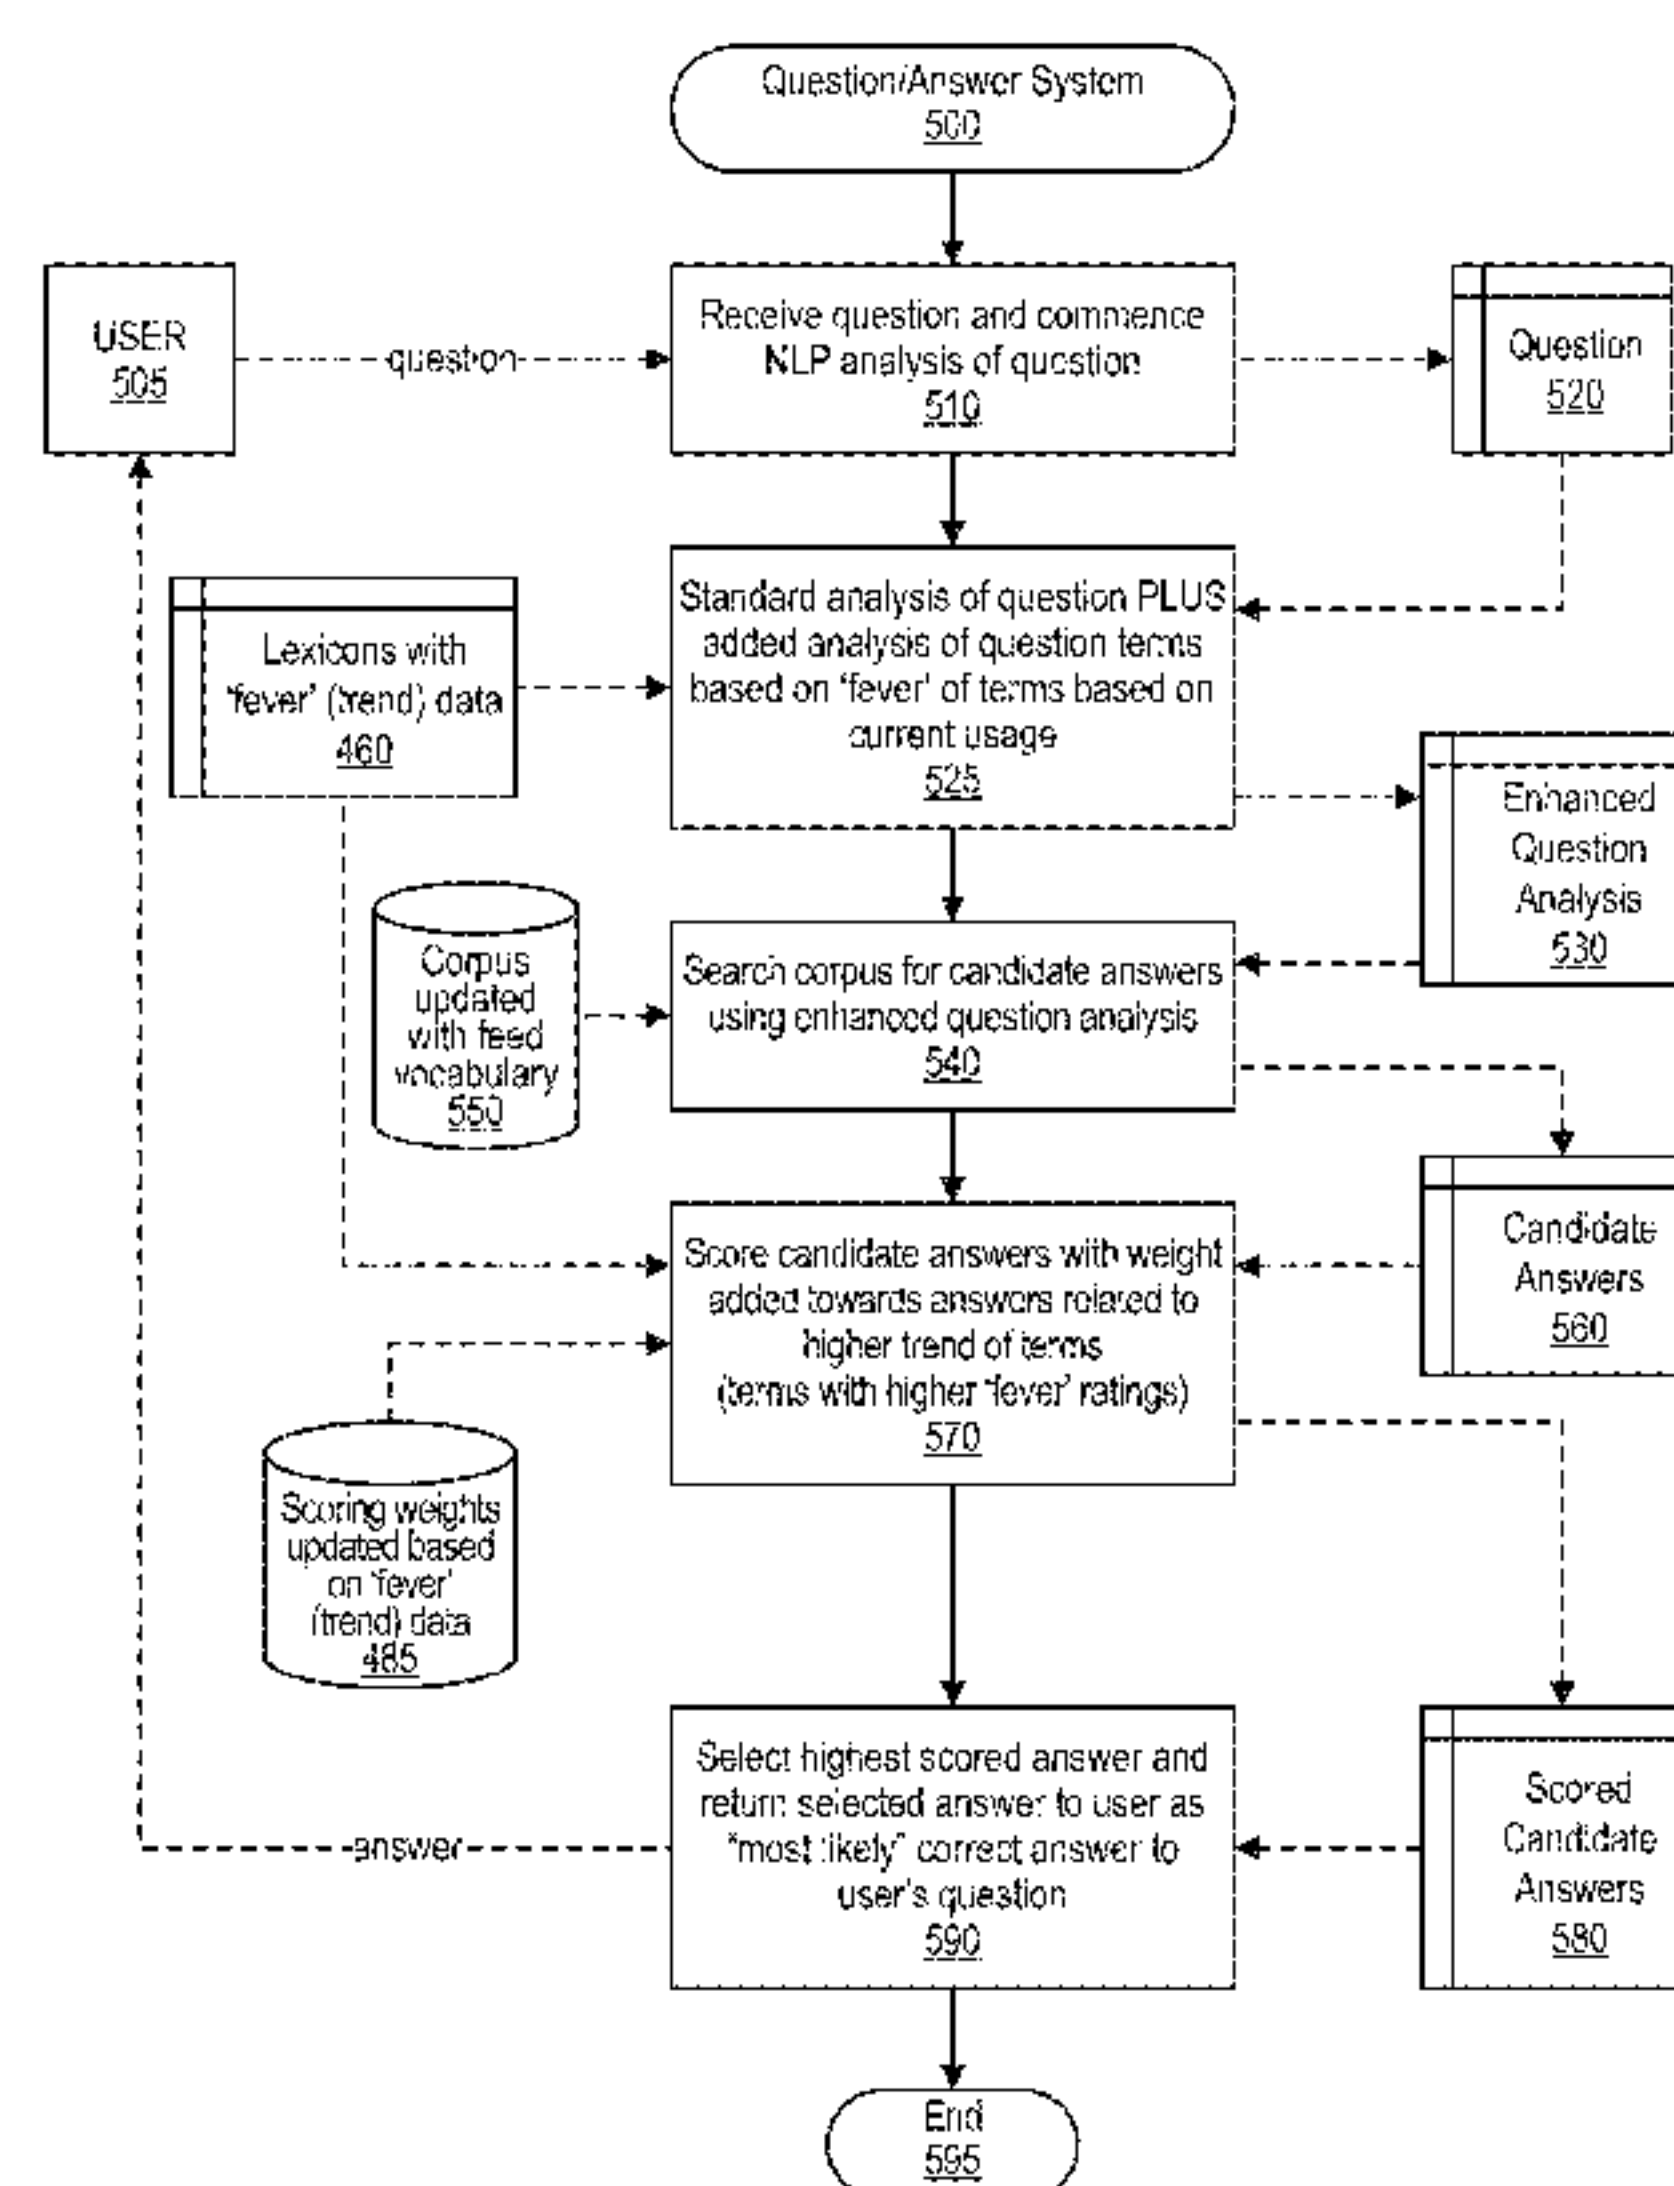 Question/Answer System
500
USER
505
question
Receive question and commence
NLP analysis of question
510
Question
520
Lexicons with
'fever' (trend) data
460
Standard analysis of question PLUS
added analysis of question terms
based on 'fever' of terms based on
current usage
525
Enhanced
Question
Analysis
530
Corpus
updated
with feed
vocabulary
550
Search corpus for candidate answers
using enhanced question analysis
540
Score candidate answers with weight
added towards answers related to
higher trend of terms
(terms with higher 'fever' ratings)
570
Candidate
Answers
560
Scoring weights
updated based
on 'fever'
(trend) data
485
Select highest scored answer and
return selected answer to user as
"most likely" correct answer to
user's question
590
answer
Scored
Candidate
Answers
580
End
595